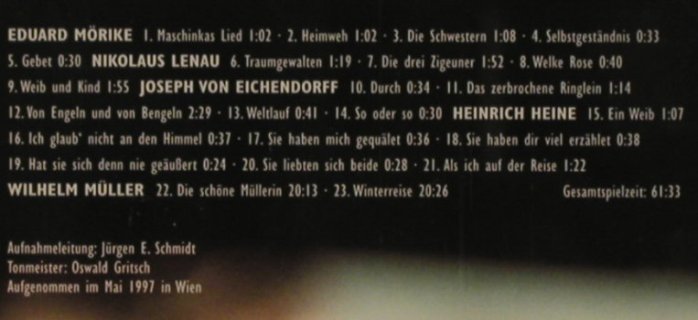 EDUARD MÖRIKE 1. Maschinkas Lied 1:02 · 2. Heimweh 1:02 · 3. Die Schwestern 1:08 · 4. Selbstgeständnis 0:33
5. Gebet 0:30 NIKOLAUS LENAU 6. Traumgewalten 1:19 · 7. Die drei Zigeuner 1:52 · 8. Welke Rose 0:40
9. Weib und Kind 1:55 JOSEPH VON EICHENDORFF 10. Durch 0:34 · 11. Das zerbrochene Ringlein 1:14
12. Von Engeln und von Bengeln 2:29 · 13. Weltlauf 0:41 · 14. So oder so 0:30 HEINRICH HEINE 15. Ein Weib 1:07
16. Ich glaub' nicht an den Himmel 0:37 · 17. Sie haben mich gequälet 0:36 · 18. Sie haben dir viel erzählet 0:38
19. Hat sie sich denn nie geäußert 0:24 · 20. Sie liebten sich beide 0:28 · 21. Als ich auf der Reise 1:22
WILHELM MÜLLER 22. Die schöne Müllerin 20:13 · 23. Winterreise 20:26 Gesamtspielzeit: 61:33
Aufnahmeleitung: Jürgen E. Schmidt
Tonmeister: Oswald Gritsch
Aufgenommen im Mai 1997 in Wien